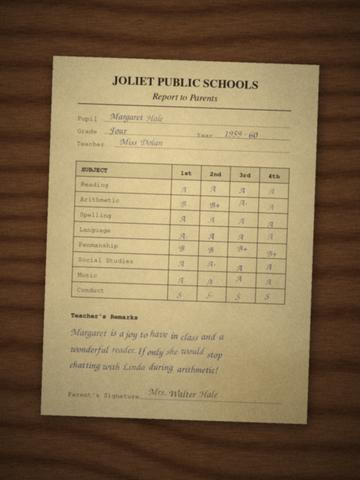 JOLIET PUBLIC SCHOOLS
Report to Parents
Pupil Margaret Hale
Grade Four Year 1959-60
Teacher Miss Dolan
SUBJECT 1st 2nd 3rd 4th
Reading A A A A
Arithmetic B B+ A- A
Spelling A A A A
Language A- A A A
Penmanship B B B+ B+
Social Studies A A- A A
Music A A A A
Conduct S- S- S S
Teacher's Remarks
Margaret is a joy to have in class and a
wonderful reader. If only she would stop
chatting with Linda during arithmetic!
Parent's Signature Mrs. Walter Hale